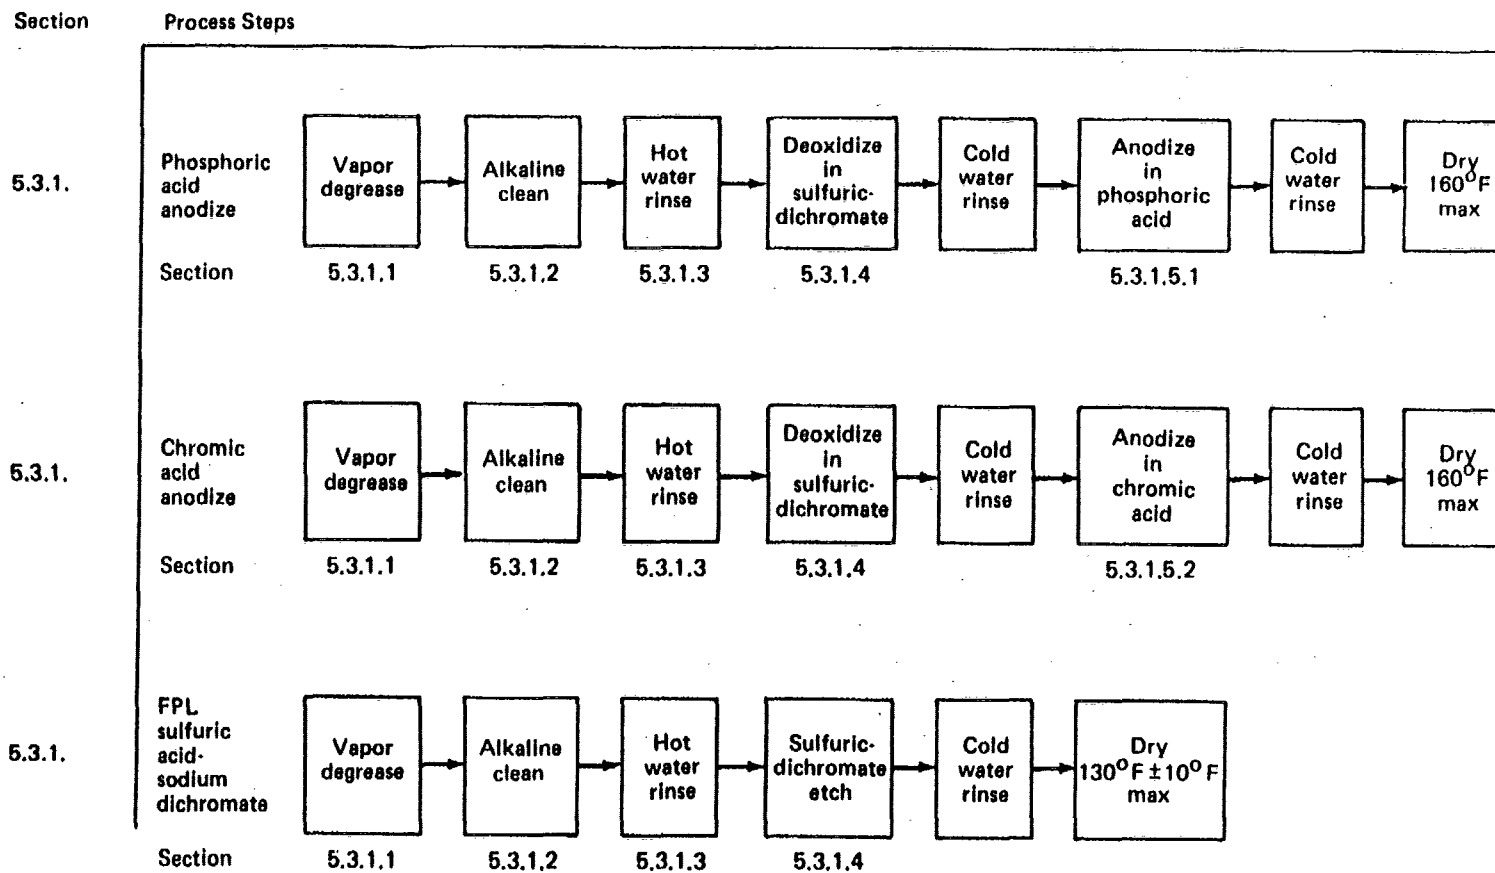 Section Process Steps
5.3.1.
Phosphoric
acid
anodize
Vapor
degrease
Alkaline
clean
Hot
water
rinse
Deoxidize
in
sulfuric-
dichromate
Cold
water
rinse
Anodize
in
phosphoric
acid
Cold
water
rinse
Dry
160°F
max
Section 5.3.1.1 5.3.1.2 5.3.1.3 5.3.1.4 5.3.1.5.1
5.3.1.
Chromic
acid
anodize
Vapor
degrease
Alkaline
clean
Hot
water
rinse
Deoxidize
in
sulfuric-
dichromate
Cold
water
rinse
Anodize
in
chromic
acid
Cold
water
rinse
Dry
160°F
max
Section 5.3.1.1 5.3.1.2 5.3.1.3 5.3.1.4 5.3.1.5.2
5.3.1.
FPL
sulfuric
acid-
sodium
dichromate
Vapor
degrease
Alkaline
clean
Hot
water
rinse
Sulfuric-
dichromate
etch
Cold
water
rinse
Dry
130°F ±10°F
max
Section 5.3.1.1 5.3.1.2 5.3.1.3 5.3.1.4